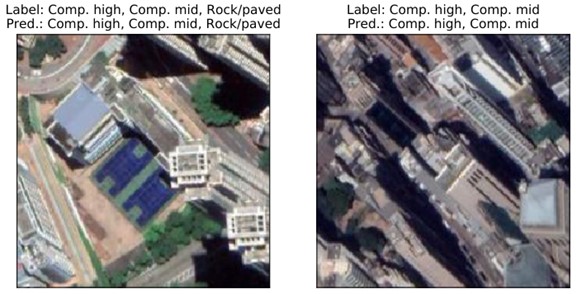 Label: Comp. high, Comp. mid, Rock/paved
Pred.: Comp. high, Comp. mid, Rock/paved
Label: Comp. high, Comp. mid
Pred.: Comp. high, Comp. mid